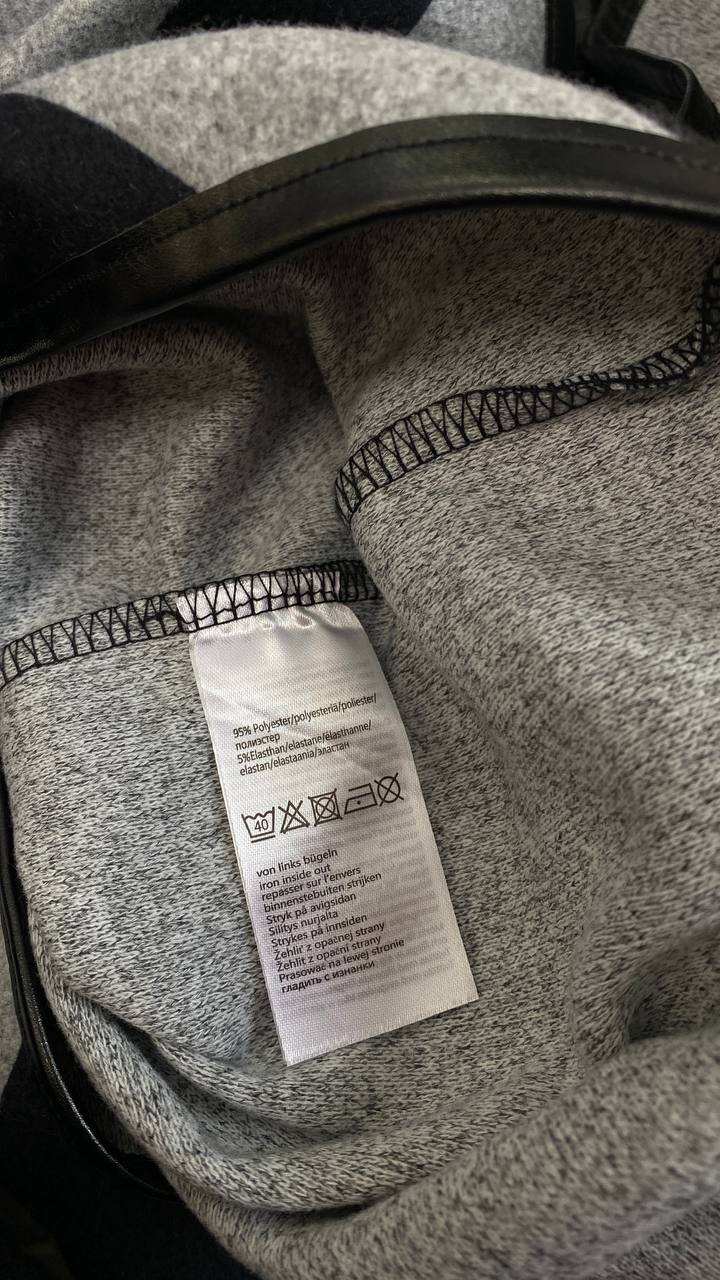 95% Polyester/polyesteriä/poliester/
полиэстер
5%Elasthan/elastane/élasthanne/
elastan/elastaania/эластан
40
von links bügeln
iron inside out
repasser sur l'envers
binnenstebuiten strijken
Stryk på avigsidan
Silitys nurjalta
Strykes på innsiden
Žehliť z opačnej strany
Žehlit z opační strany
Prasować na lewej stronie
гладить с изнанки